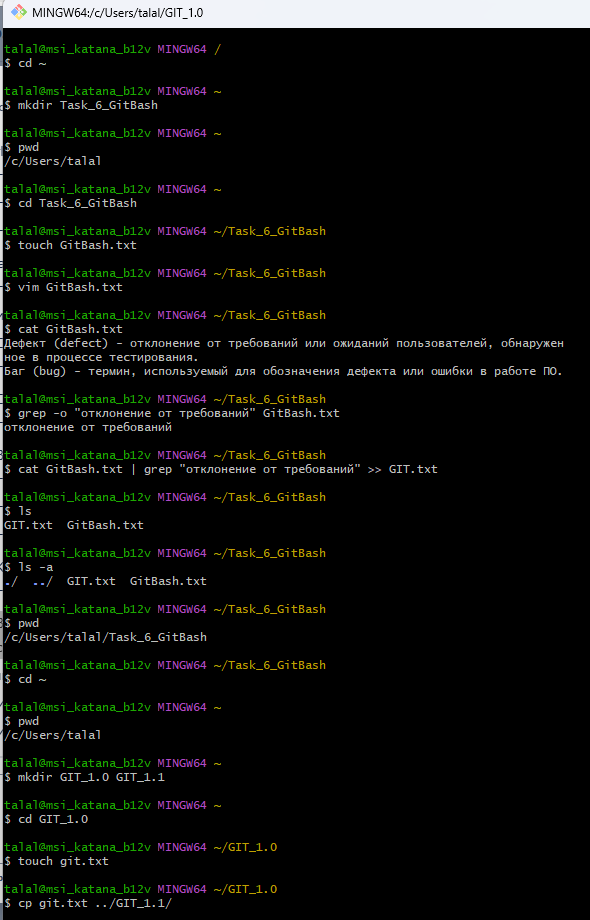 MINGW64:/c/Users/talal/GIT_1.0
talal@msi_katana_b12v MINGW64 /
$ cd ~
talal@msi_katana_b12v MINGW64 ~
$ mkdir Task_6_GitBash
talal@msi_katana_b12v MINGW64 ~
$ pwd
/c/Users/talal
talal@msi_katana_b12v MINGW64 ~
$ cd Task_6_GitBash
talal@msi_katana_b12v MINGW64 ~/Task_6_GitBash
$ touch GitBash.txt
talal@msi_katana_b12v MINGW64 ~/Task_6_GitBash
$ vim GitBash.txt
talal@msi_katana_b12v MINGW64 ~/Task_6_GitBash
$ cat GitBash.txt
Дефект (defect) - отклонение от требований или ожиданий пользователей, обнаружен
ное в процессе тестирования.
Баг (bug) - термин, используемый для обозначения дефекта или ошибки в работе ПО.
talal@msi_katana_b12v MINGW64 ~/Task_6_GitBash
$ grep -o "отклонение от требований" GitBash.txt
отклонение от требований
talal@msi_katana_b12v MINGW64 ~/Task_6_GitBash
$ cat GitBash.txt | grep "отклонение от требований" >> GIT.txt
talal@msi_katana_b12v MINGW64 ~/Task_6_GitBash
$ ls
GIT.txt  GitBash.txt
talal@msi_katana_b12v MINGW64 ~/Task_6_GitBash
$ ls -a
./  ../  GIT.txt  GitBash.txt
talal@msi_katana_b12v MINGW64 ~/Task_6_GitBash
$ pwd
/c/Users/talal/Task_6_GitBash
talal@msi_katana_b12v MINGW64 ~/Task_6_GitBash
$ cd ~
talal@msi_katana_b12v MINGW64 ~
$ pwd
/c/Users/talal
talal@msi_katana_b12v MINGW64 ~
$ mkdir GIT_1.0 GIT_1.1
talal@msi_katana_b12v MINGW64 ~
$ cd GIT_1.0
talal@msi_katana_b12v MINGW64 ~/GIT_1.0
$ touch git.txt
talal@msi_katana_b12v MINGW64 ~/GIT_1.0
$ cp git.txt ../GIT_1.1/